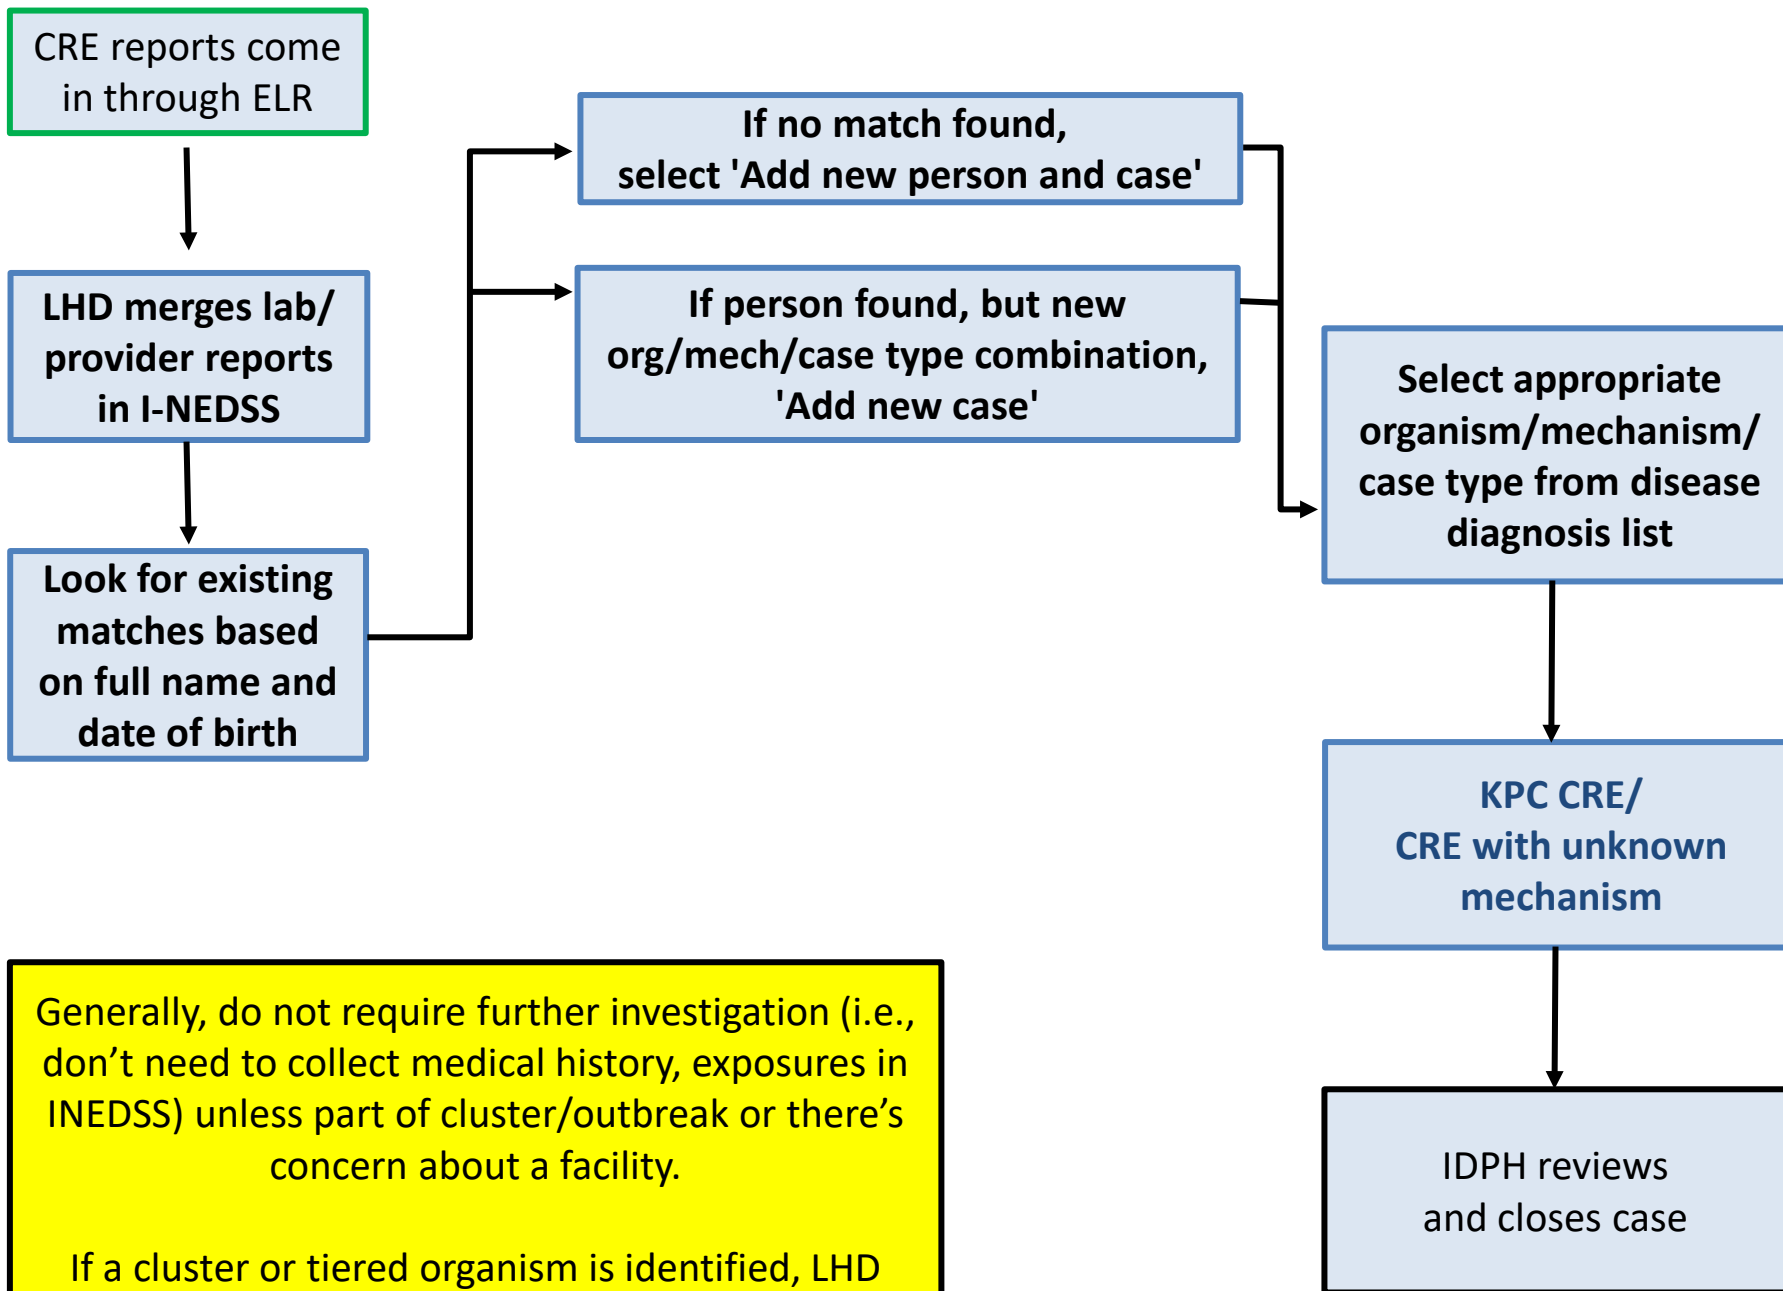 CRE reports come
in through ELR
LHD merges lab/
provider reports
in I-NEDSS
Look for existing
matches based
on full name and
date of birth
If no match found,
select 'Add new person and case'
If person found, but new
org/mech/case type combination,
'Add new case'
Select appropriate
organism/mechanism/
case type from disease
diagnosis list
KPC CRE/
CRE with unknown
mechanism
IDPH reviews
and closes case
Generally, do not require further investigation (i.e.,
don’t need to collect medical history, exposures in
INEDSS) unless part of cluster/outbreak or there’s
concern about a facility.
If a cluster or tiered organism is identified, LHD